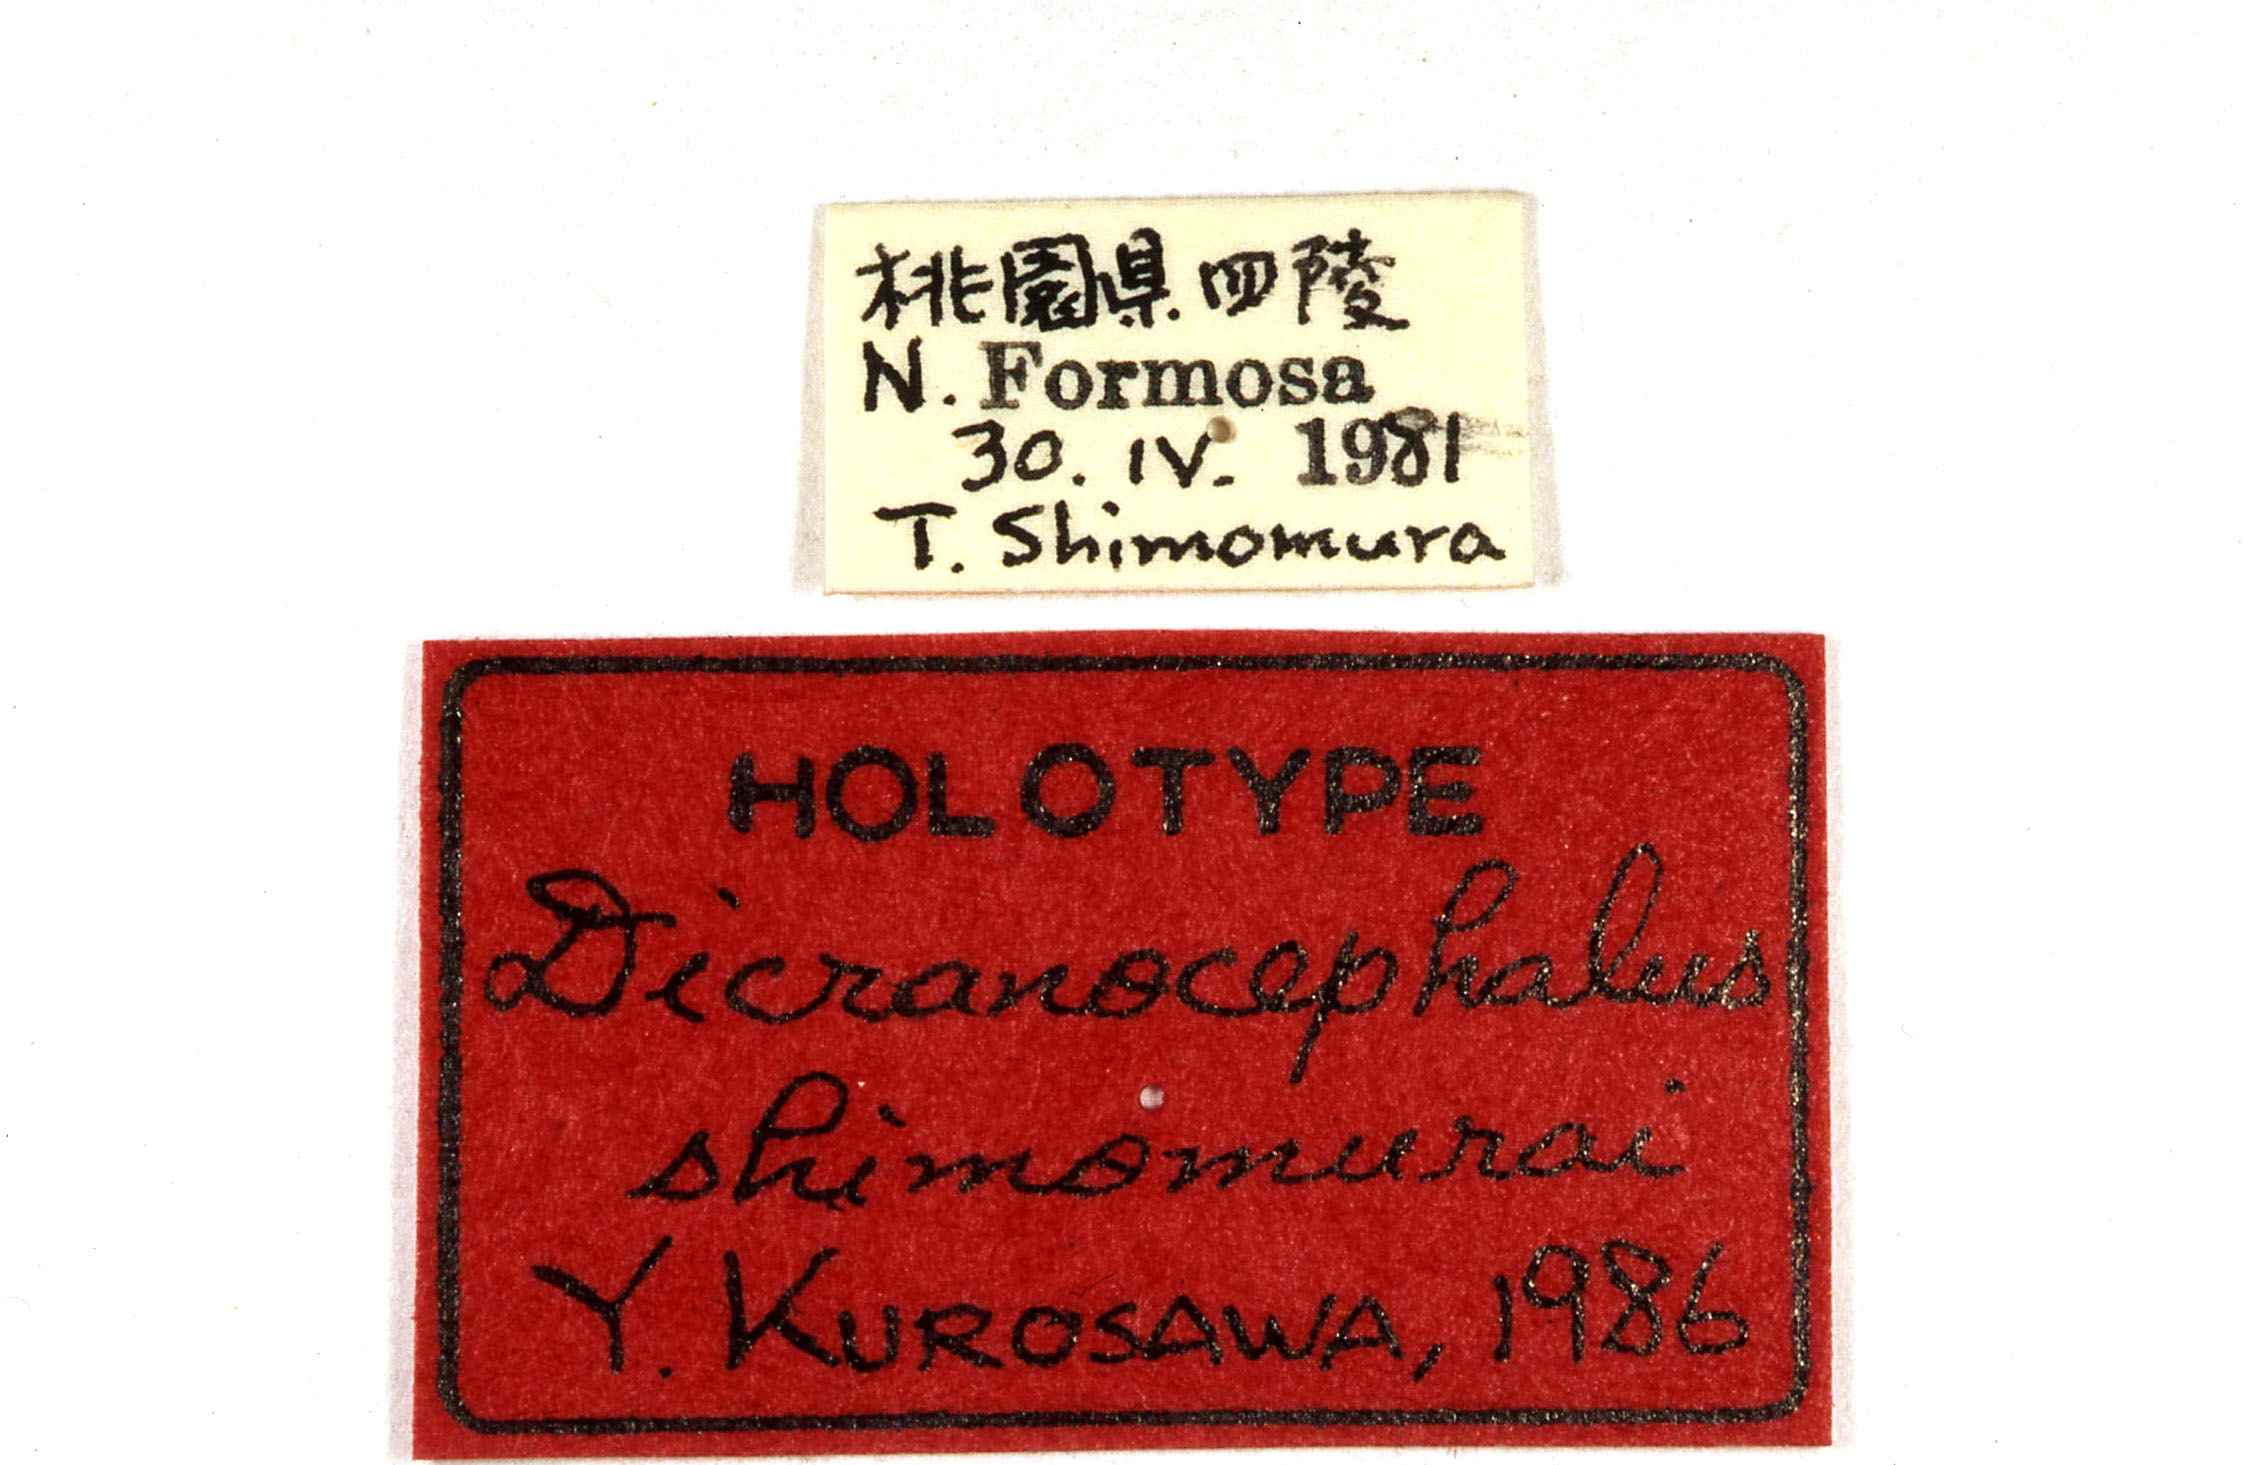 桃園県四陵
N. Formosa
30. IV. 1981
T. Shimomura
HOLOTYPE
Dicranocephalus
shimomurai
Y. KUROSAWA, 1986